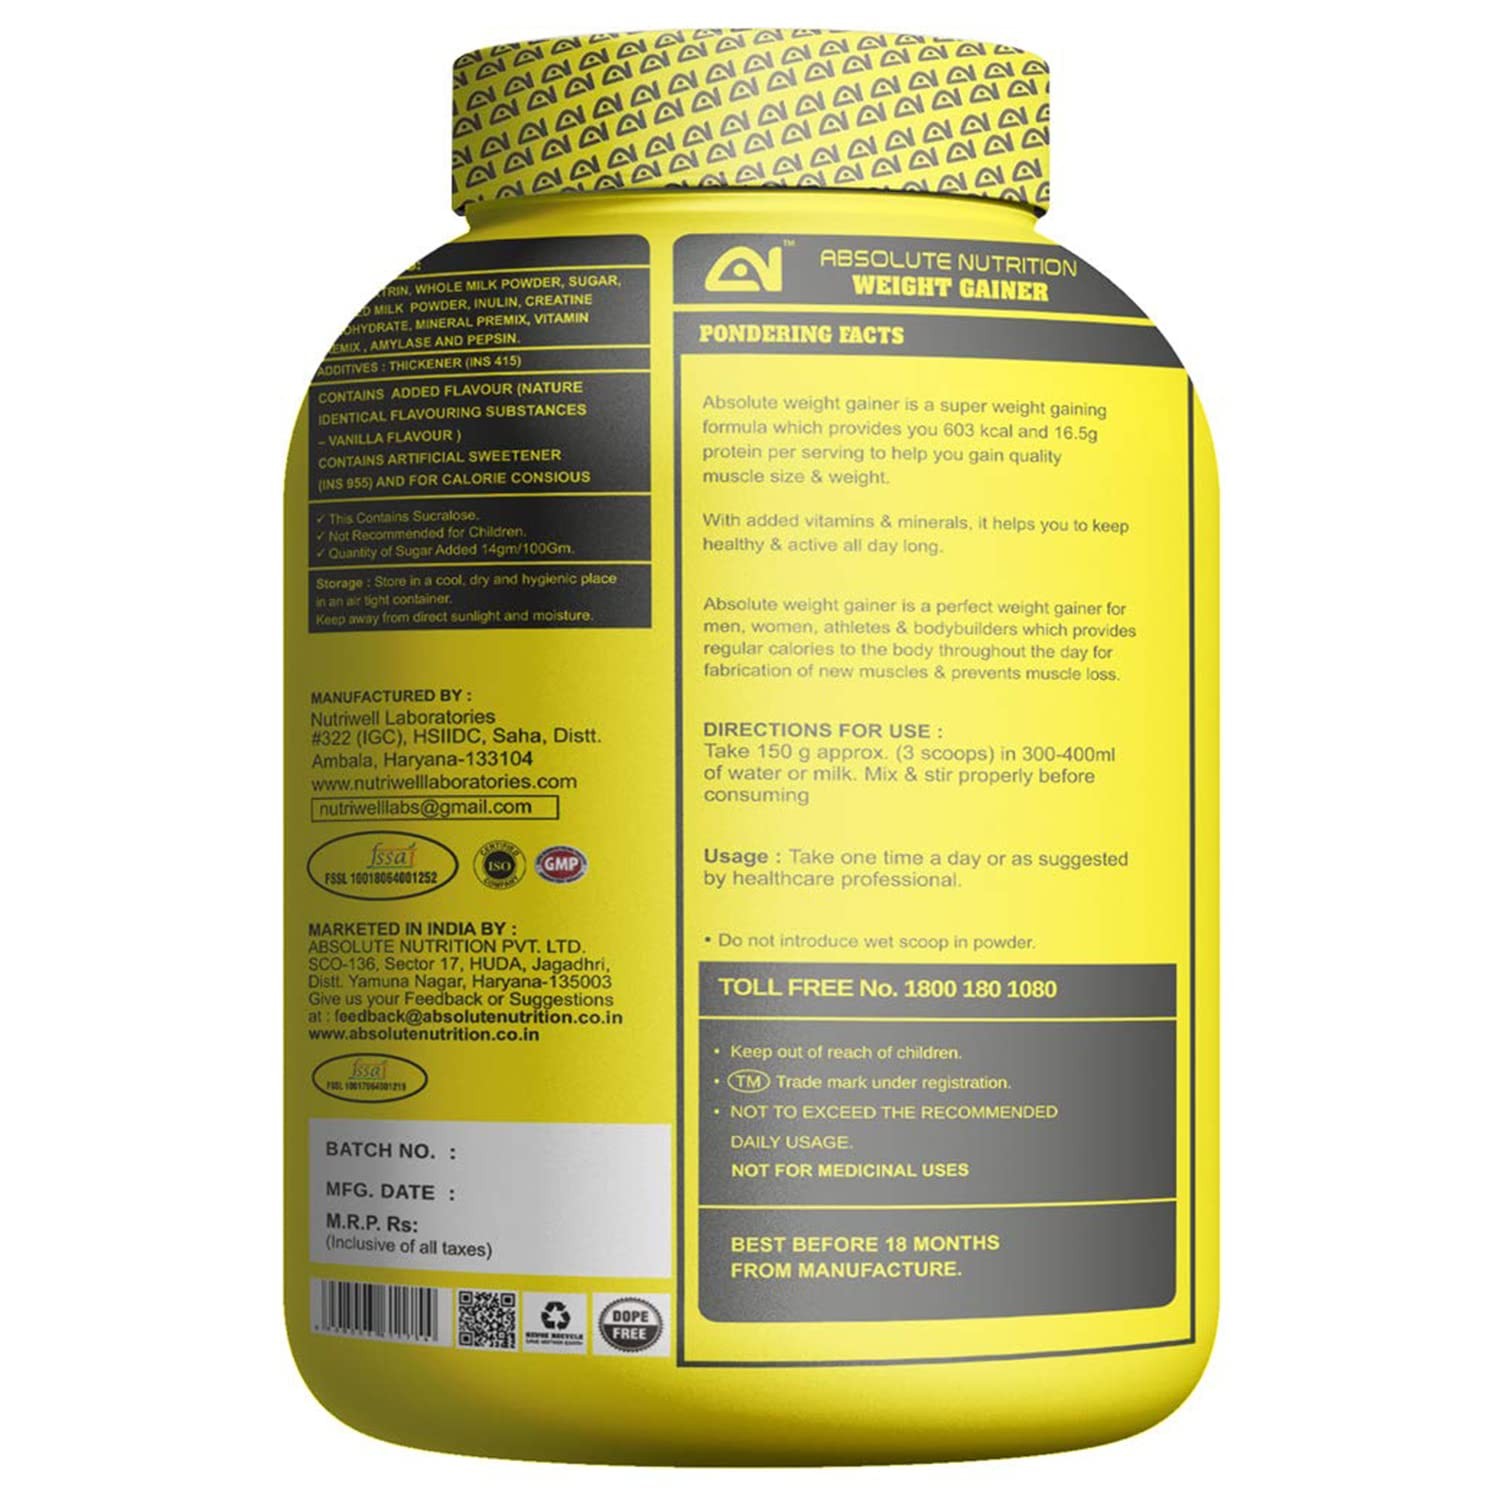 TRIN, WHOLE MILK POWDER, SUGAR,
D MILK POWDER, INULIN, CREATINE
OHYDRATE, MINERAL PREMIX, VITAMIN
EMIX , AMYLASE AND PEPSIN.
ADDITIVES : THICKENER (INS 415)
CONTAINS ADDED FLAVOUR (NATURE
IDENTICAL FLAVOURING SUBSTANCES
– VANILLA FLAVOUR )
CONTAINS ARTIFICIAL SWEETENER
(INS 955) AND FOR CALORIE CONSIOUS
✓ This Contains Sucralose.
✓ Not Recommended for Children.
✓ Quantity of Sugar Added 14gm/100Gm.
Storage : Store in a cool, dry and hygienic place
in an air tight container.
Keep away from direct sunlight and moisture.
MANUFACTURED BY :
Nutriwell Laboratories
#322 (IGC), HSIIDC, Saha, Distt.
Ambala, Haryana-133104
www.nutriwelllaboratories.com
nutriwelllabs@gmail.com
fssai
FSSL 10018064001252
CERTIFIED
ISO
COMPANY
GMP
MARKETED IN INDIA BY :
ABSOLUTE NUTRITION PVT. LTD.
SCO-136, Sector 17, HUDA, Jagadhri,
Distt. Yamuna Nagar, Haryana-135003
Give us your Feedback or Suggestions
at : feedback@absolutenutrition.co.in
www.absolutenutrition.co.in
fssai
FSSL 10017064001219
BATCH NO. :
MFG. DATE :
M.R.P. Rs:
(Inclusive of all taxes)
DOPE
FREE
TM
ABSOLUTE NUTRITION
WEIGHT GAINER
PONDERING FACTS
Absolute weight gainer is a super weight gaining
formula which provides you 603 kcal and 16.5g
protein per serving to help you gain quality
muscle size & weight.
With added vitamins & minerals, it helps you to keep
healthy & active all day long.
Absolute weight gainer is a perfect weight gainer for
men, women, athletes & bodybuilders which provides
regular calories to the body throughout the day for
fabrication of new muscles & prevents muscle loss.
DIRECTIONS FOR USE :
Take 150 g approx. (3 scoops) in 300-400ml
of water or milk. Mix & stir properly before
consuming
Usage : Take one time a day or as suggested
by healthcare professional.
• Do not introduce wet scoop in powder.
TOLL FREE No. 1800 180 1080
• Keep out of reach of children.
• TM Trade mark under registration.
• NOT TO EXCEED THE RECOMMENDED
DAILY USAGE.
NOT FOR MEDICINAL USES
BEST BEFORE 18 MONTHS
FROM MANUFACTURE.